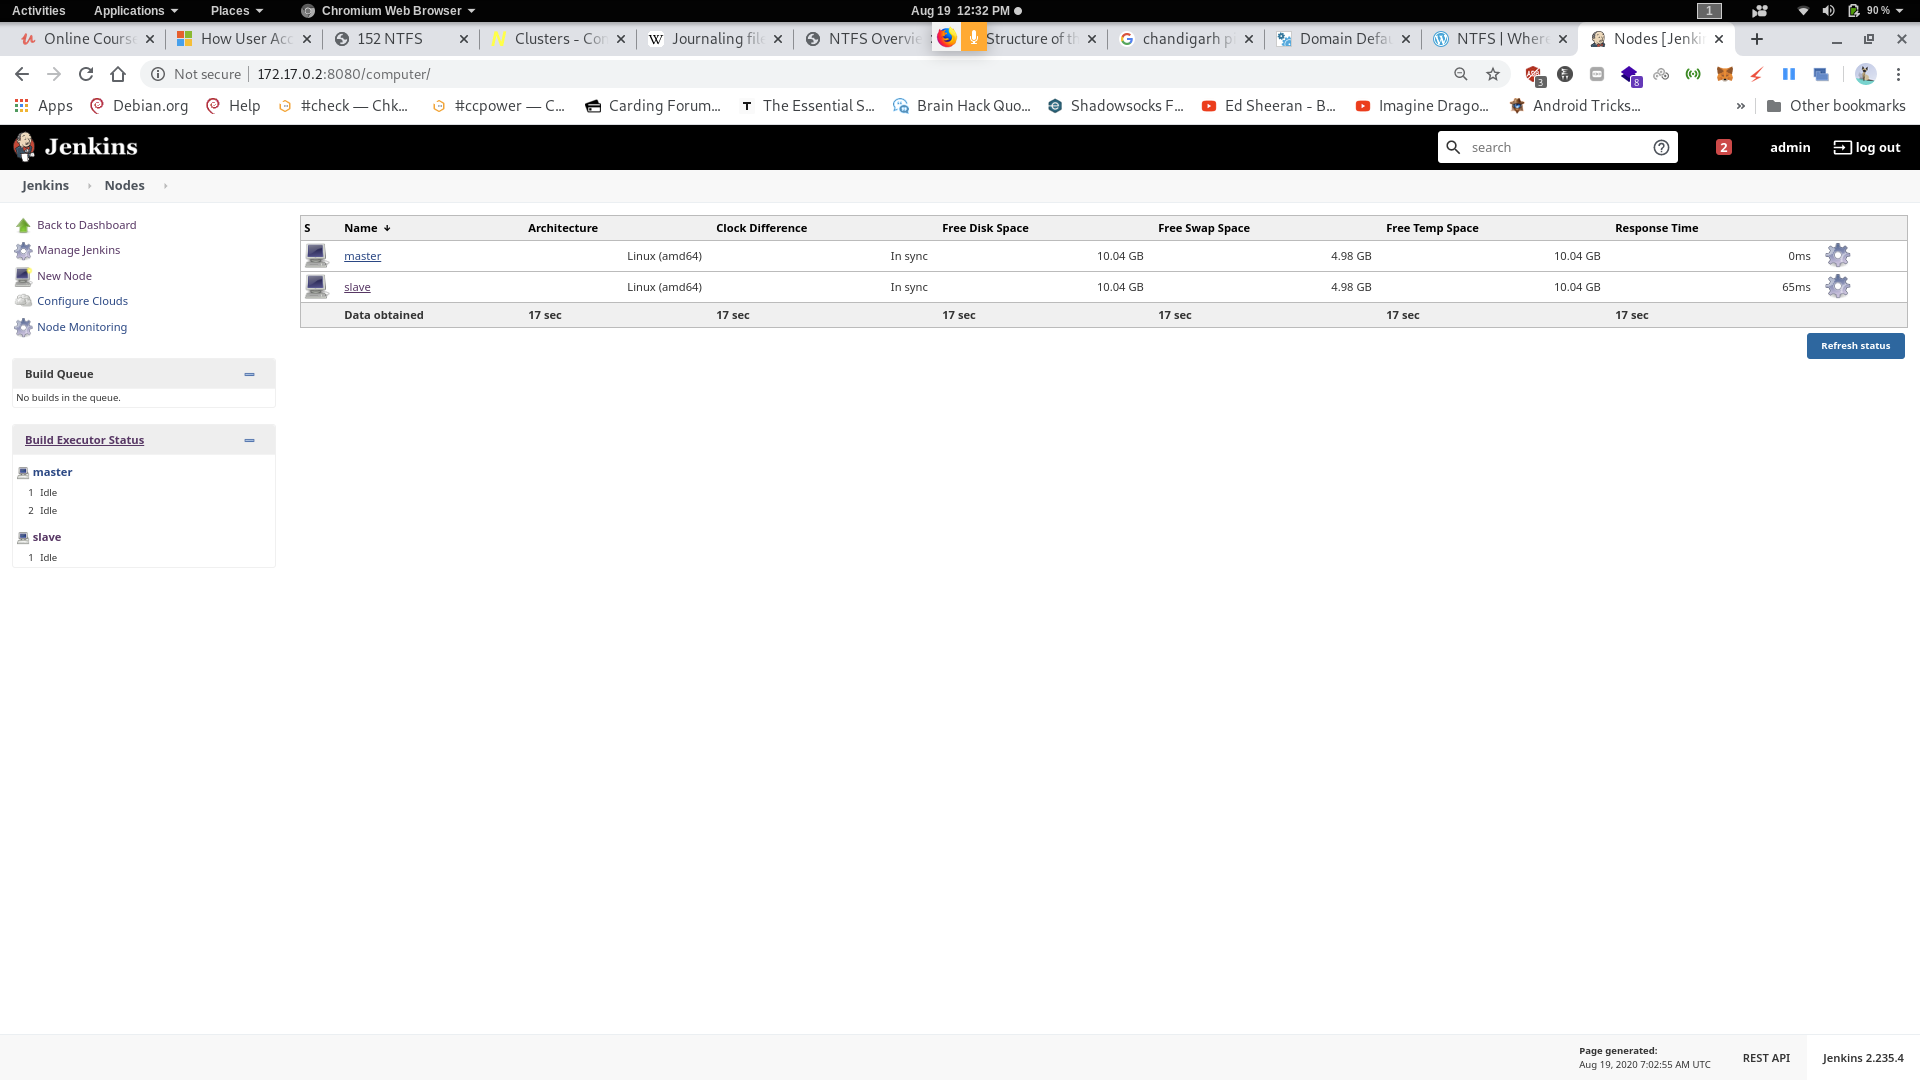 Activities Applications Places Chromium Web Browser Aug 19 12:32 PM 1 90 %
Online Course How User Acc 152 NTFS Clusters - Con Journaling file NTFS Overvie Structure of th chandigarh p Domain Defau NTFS | Where Nodes [Jenki
Not secure 172.17.0.2:8080/computer/ 3 8
Apps Debian.org Help #check — Chk... #ccpower — C... Carding Forum... The Essential S... Brain Hack Quo... Shadowsocks F... Ed Sheeran - B... Imagine Drago... Android Tricks... » Other bookmarks
Jenkins search 2 admin log out
Jenkins Nodes
Back to Dashboard
Manage Jenkins
New Node
Configure Clouds
Node Monitoring
Build Queue
No builds in the queue.
Build Executor Status
master
1 Idle
2 Idle
slave
1 Idle
S Name ↓ Architecture Clock Difference Free Disk Space Free Swap Space Free Temp Space Response Time
master Linux (amd64) In sync 10.04 GB 4.98 GB 10.04 GB 0ms
slave Linux (amd64) In sync 10.04 GB 4.98 GB 10.04 GB 65ms
Data obtained 17 sec 17 sec 17 sec 17 sec 17 sec 17 sec
Refresh status
Page generated:
Aug 19, 2020 7:02:55 AM UTC
REST API Jenkins 2.235.4